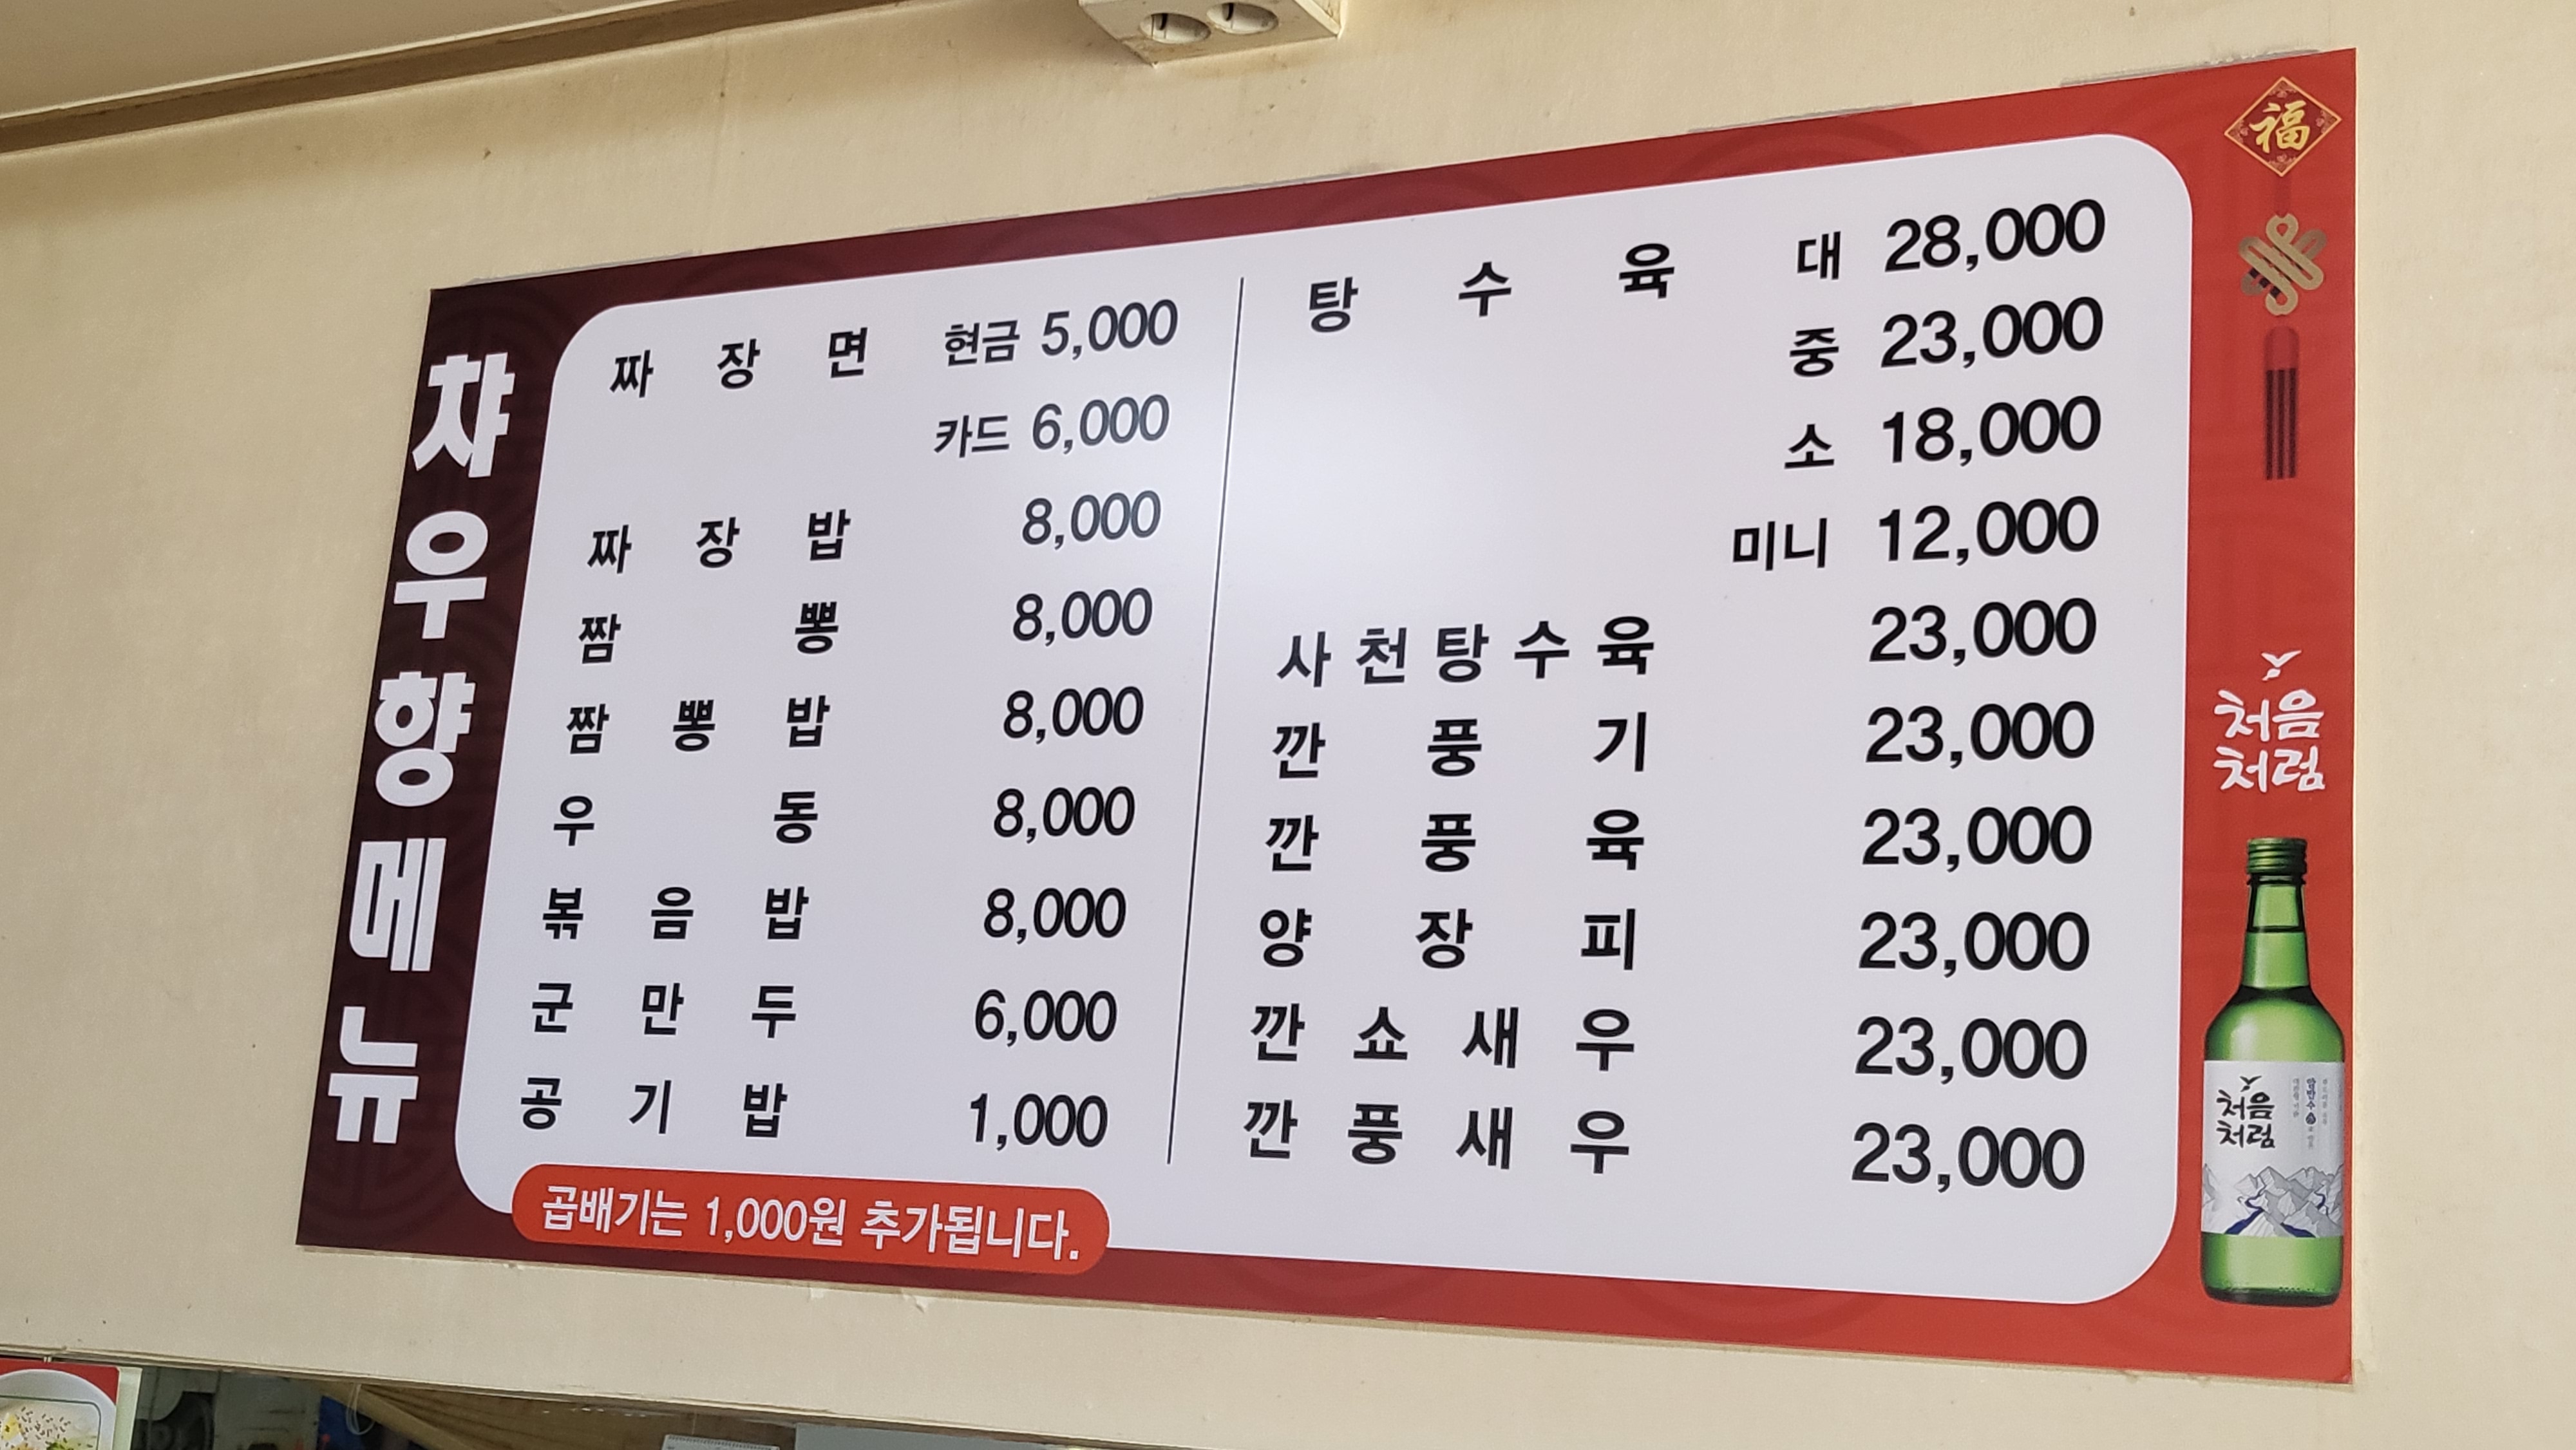 챠우향메뉴
짜장면 현금 5,000
카드 6,000
짜장밥 8,000
짬뽕 8,000
짬뽕밥 8,000
우동 8,000
볶음밥 8,000
군만두 6,000
공기밥 1,000
곱배기는 1,000원 추가됩니다.
탕수육 대 28,000
중 23,000
소 18,000
미니 12,000
사천탕수육 23,000
깐풍기 23,000
깐풍육 23,000
양장피 23,000
깐쇼새우 23,000
깐풍새우 23,000
福
처음
처럼
처음
처럼